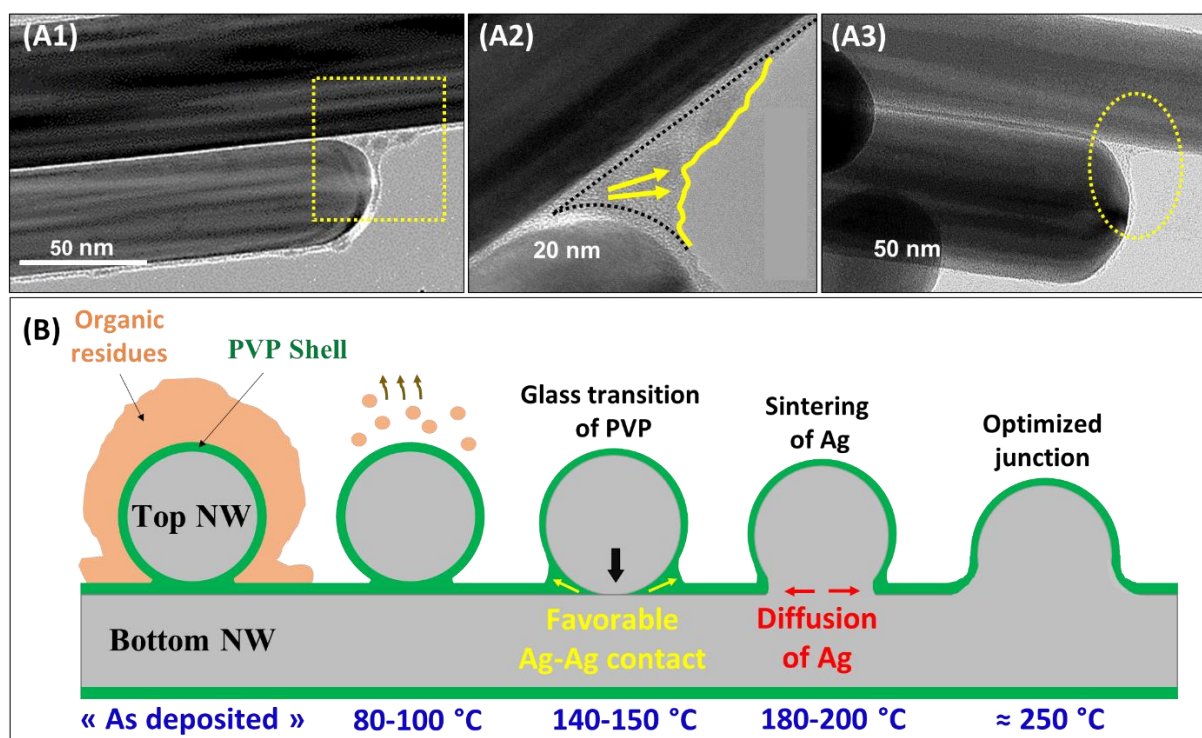 (A1)
50 nm
(A2)
20 nm
(A3)
50 nm
(B)
Organic
residues
PVP Shell
Top NW
Bottom NW
Glass transition
of PVP
Favorable
Ag-Ag contact
Sintering
of Ag
Diffusion
of Ag
Optimized
junction
« As deposited »
80-100 °C
140-150 °C
180-200 °C
≈ 250 °C